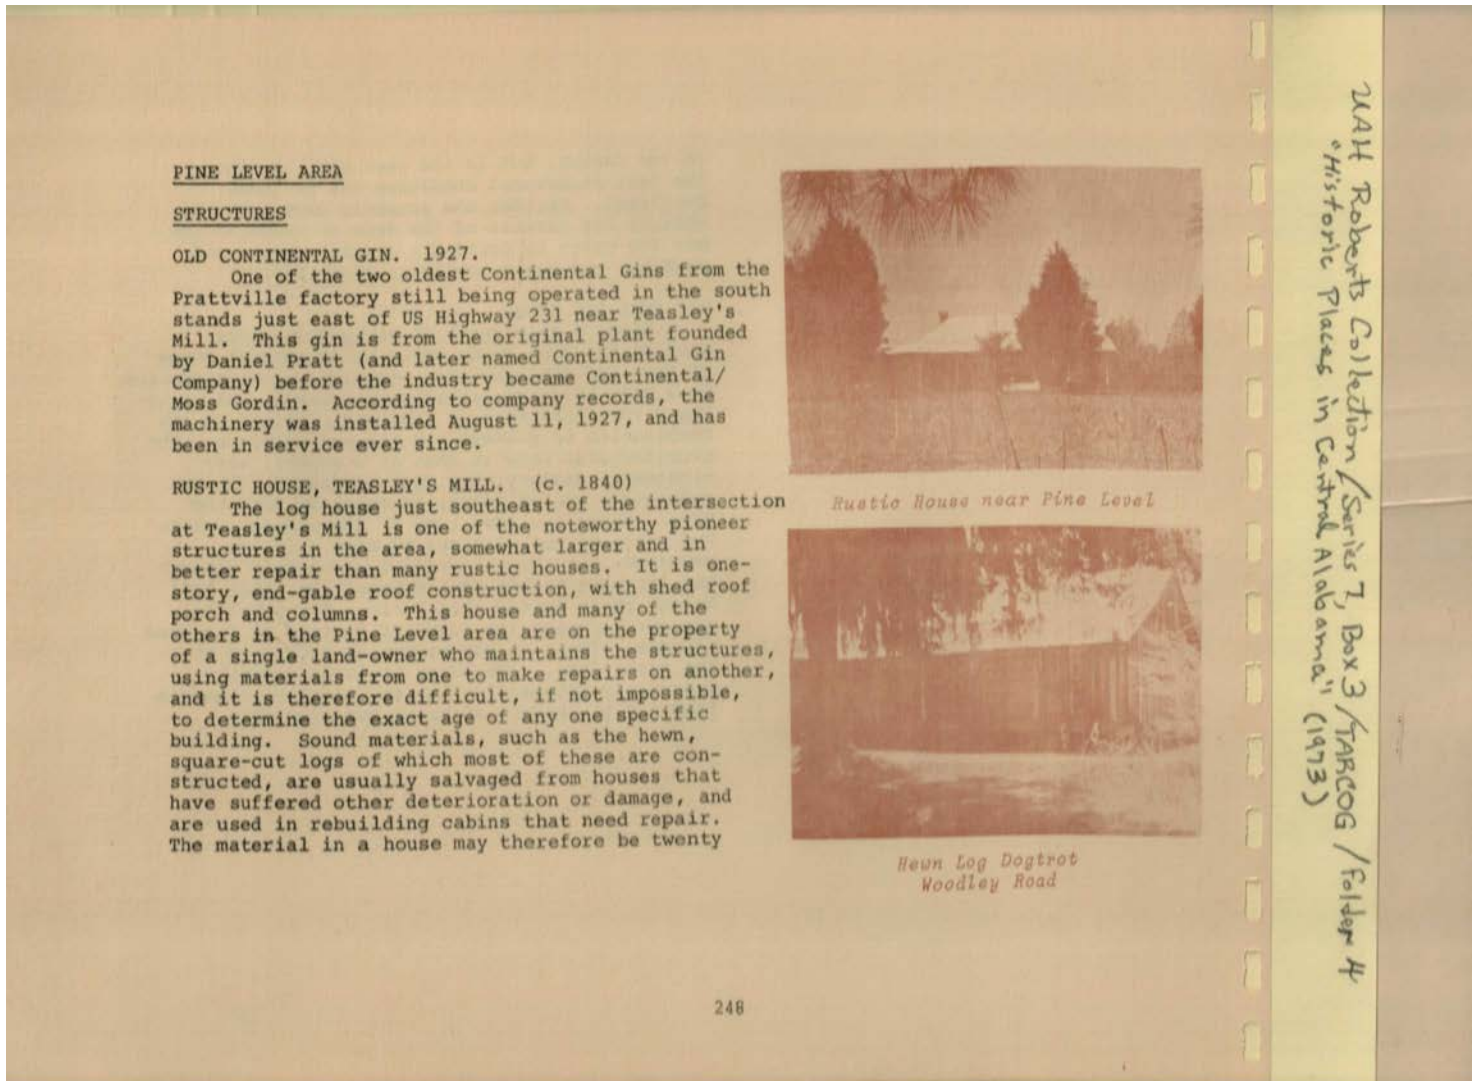 PINE LEVEL AREA
STRUCTURES
OLD CONTINENTAL GIN. 1927.
One of the two oldest Continental Gins from the
Prattville factory still being operated in the south
stands just east of US Highway 231 near Teasley's
Mill. This gin is from the original plant founded
by Daniel Pratt (and later named Continental Gin
Company) before the industry became Continental/
Moss Gordin. According to company records, the
machinery was installed August 11, 1927, and has
been in service ever since.
RUSTIC HOUSE, TEASLEY'S MILL. (c. 1840)
The log house just southeast of the intersection
at Teasley's Mill is one of the noteworthy pioneer
structures in the area, somewhat larger and in
better repair than many rustic houses. It is one-
story, end-gable roof construction, with shed roof
porch and columns. This house and many of the
others in the Pine Level area are on the property
of a single land-owner who maintains the structures,
using materials from one to make repairs on another,
and it is therefore difficult, if not impossible,
to determine the exact age of any one specific
building. Sound materials, such as the hewn,
square-cut logs of which most of these are con-
structed, are usually salvaged from houses that
have suffered other deterioration or damage, and
are used in rebuilding cabins that need repair.
The material in a house may therefore be twenty
Rustic House near Pine Level
Hewn Log Dogtrot
Woodley Road
248
UAH Roberts Collection/Series 7, Box 3/TARCOG/Folder 4
"Historic Places in Central Alabama" (1973)